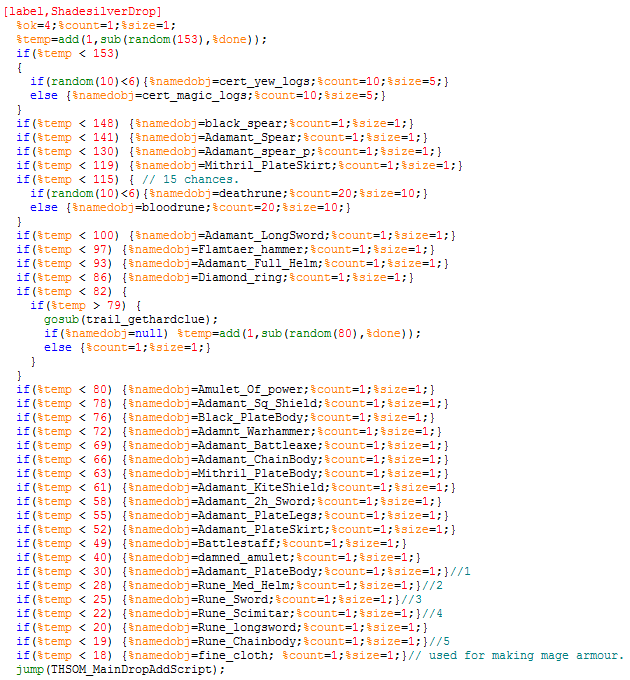 [label,ShadesilverDrop]
%ok=4;%count=1;%size=1;
%temp=add(1,sub(random(153),%done));
if(%temp < 153)
{
if(random(10)<6){%namedobj=cert_yew_logs;%count=10;%size=5;}
else {%namedobj=cert_magic_logs;%count=10;%size=5;}
}
if(%temp < 148) {%namedobj=black_spear;%count=1;%size=1;}
if(%temp < 141) {%namedobj=Adamant_Spear;%count=1;%size=1;}
if(%temp < 130) {%namedobj=Adamant_spear_p;%count=1;%size=1;}
if(%temp < 119) {%namedobj=Mithril_PlateSkirt;%count=1;%size=1;}
if(%temp < 115) { // 15 chances.
if(random(10)<6){%namedobj=deathrune;%count=20;%size=10;}
else {%namedobj=bloodrune;%count=20;%size=10;}
}
if(%temp < 100) {%namedobj=Adamant_LongSword;%count=1;%size=1;}
if(%temp < 97) {%namedobj=Flamtaer_hammer;%count=1;%size=1;}
if(%temp < 93) {%namedobj=Adamant_Full_Helm;%count=1;%size=1;}
if(%temp < 86) {%namedobj=Diamond_ring;%count=1;%size=1;}
if(%temp < 82) {
if(%temp > 79) {
gosub(trail_gethardclue);
if(%namedobj=null) %temp=add(1,sub(random(80),%done));
else {%count=1;%size=1;}
}
}
if(%temp < 80) {%namedobj=Amulet_Of_power;%count=1;%size=1;}
if(%temp < 78) {%namedobj=Adamant_Sq_Shield;%count=1;%size=1;}
if(%temp < 76) {%namedobj=Black_PlateBody;%count=1;%size=1;}
if(%temp < 72) {%namedobj=Adamnt_Warhammer;%count=1;%size=1;}
if(%temp < 69) {%namedobj=Adamant_Battleaxe;%count=1;%size=1;}
if(%temp < 66) {%namedobj=Adamant_ChainBody;%count=1;%size=1;}
if(%temp < 63) {%namedobj=Mithril_PlateBody;%count=1;%size=1;}
if(%temp < 61) {%namedobj=Adamant_KiteShield;%count=1;%size=1;}
if(%temp < 58) {%namedobj=Adamant_2h_Sword;%count=1;%size=1;}
if(%temp < 55) {%namedobj=Adamant_PlateLegs;%count=1;%size=1;}
if(%temp < 52) {%namedobj=Adamant_PlateSkirt;%count=1;%size=1;}
if(%temp < 49) {%namedobj=Battlestaff;%count=1;%size=1;}
if(%temp < 40) {%namedobj=damned_amulet;%count=1;%size=1;}
if(%temp < 30) {%namedobj=Adamant_PlateBody;%count=1;%size=1;}//1
if(%temp < 28) {%namedobj=Rune_Med_Helm;%count=1;%size=1;}//2
if(%temp < 25) {%namedobj=Rune_Sword;%count=1;%size=1;}//3
if(%temp < 22) {%namedobj=Rune_Scimitar;%count=1;%size=1;}//4
if(%temp < 20) {%namedobj=Rune_longsword;%count=1;%size=1;}
if(%temp < 19) {%namedobj=Rune_Chainbody;%count=1;%size=1;}//5
if(%temp < 18) {%namedobj=fine_cloth; %count=1;%size=1;}// used for making mage armour.
jump(THSOM_MainDropAddScript);